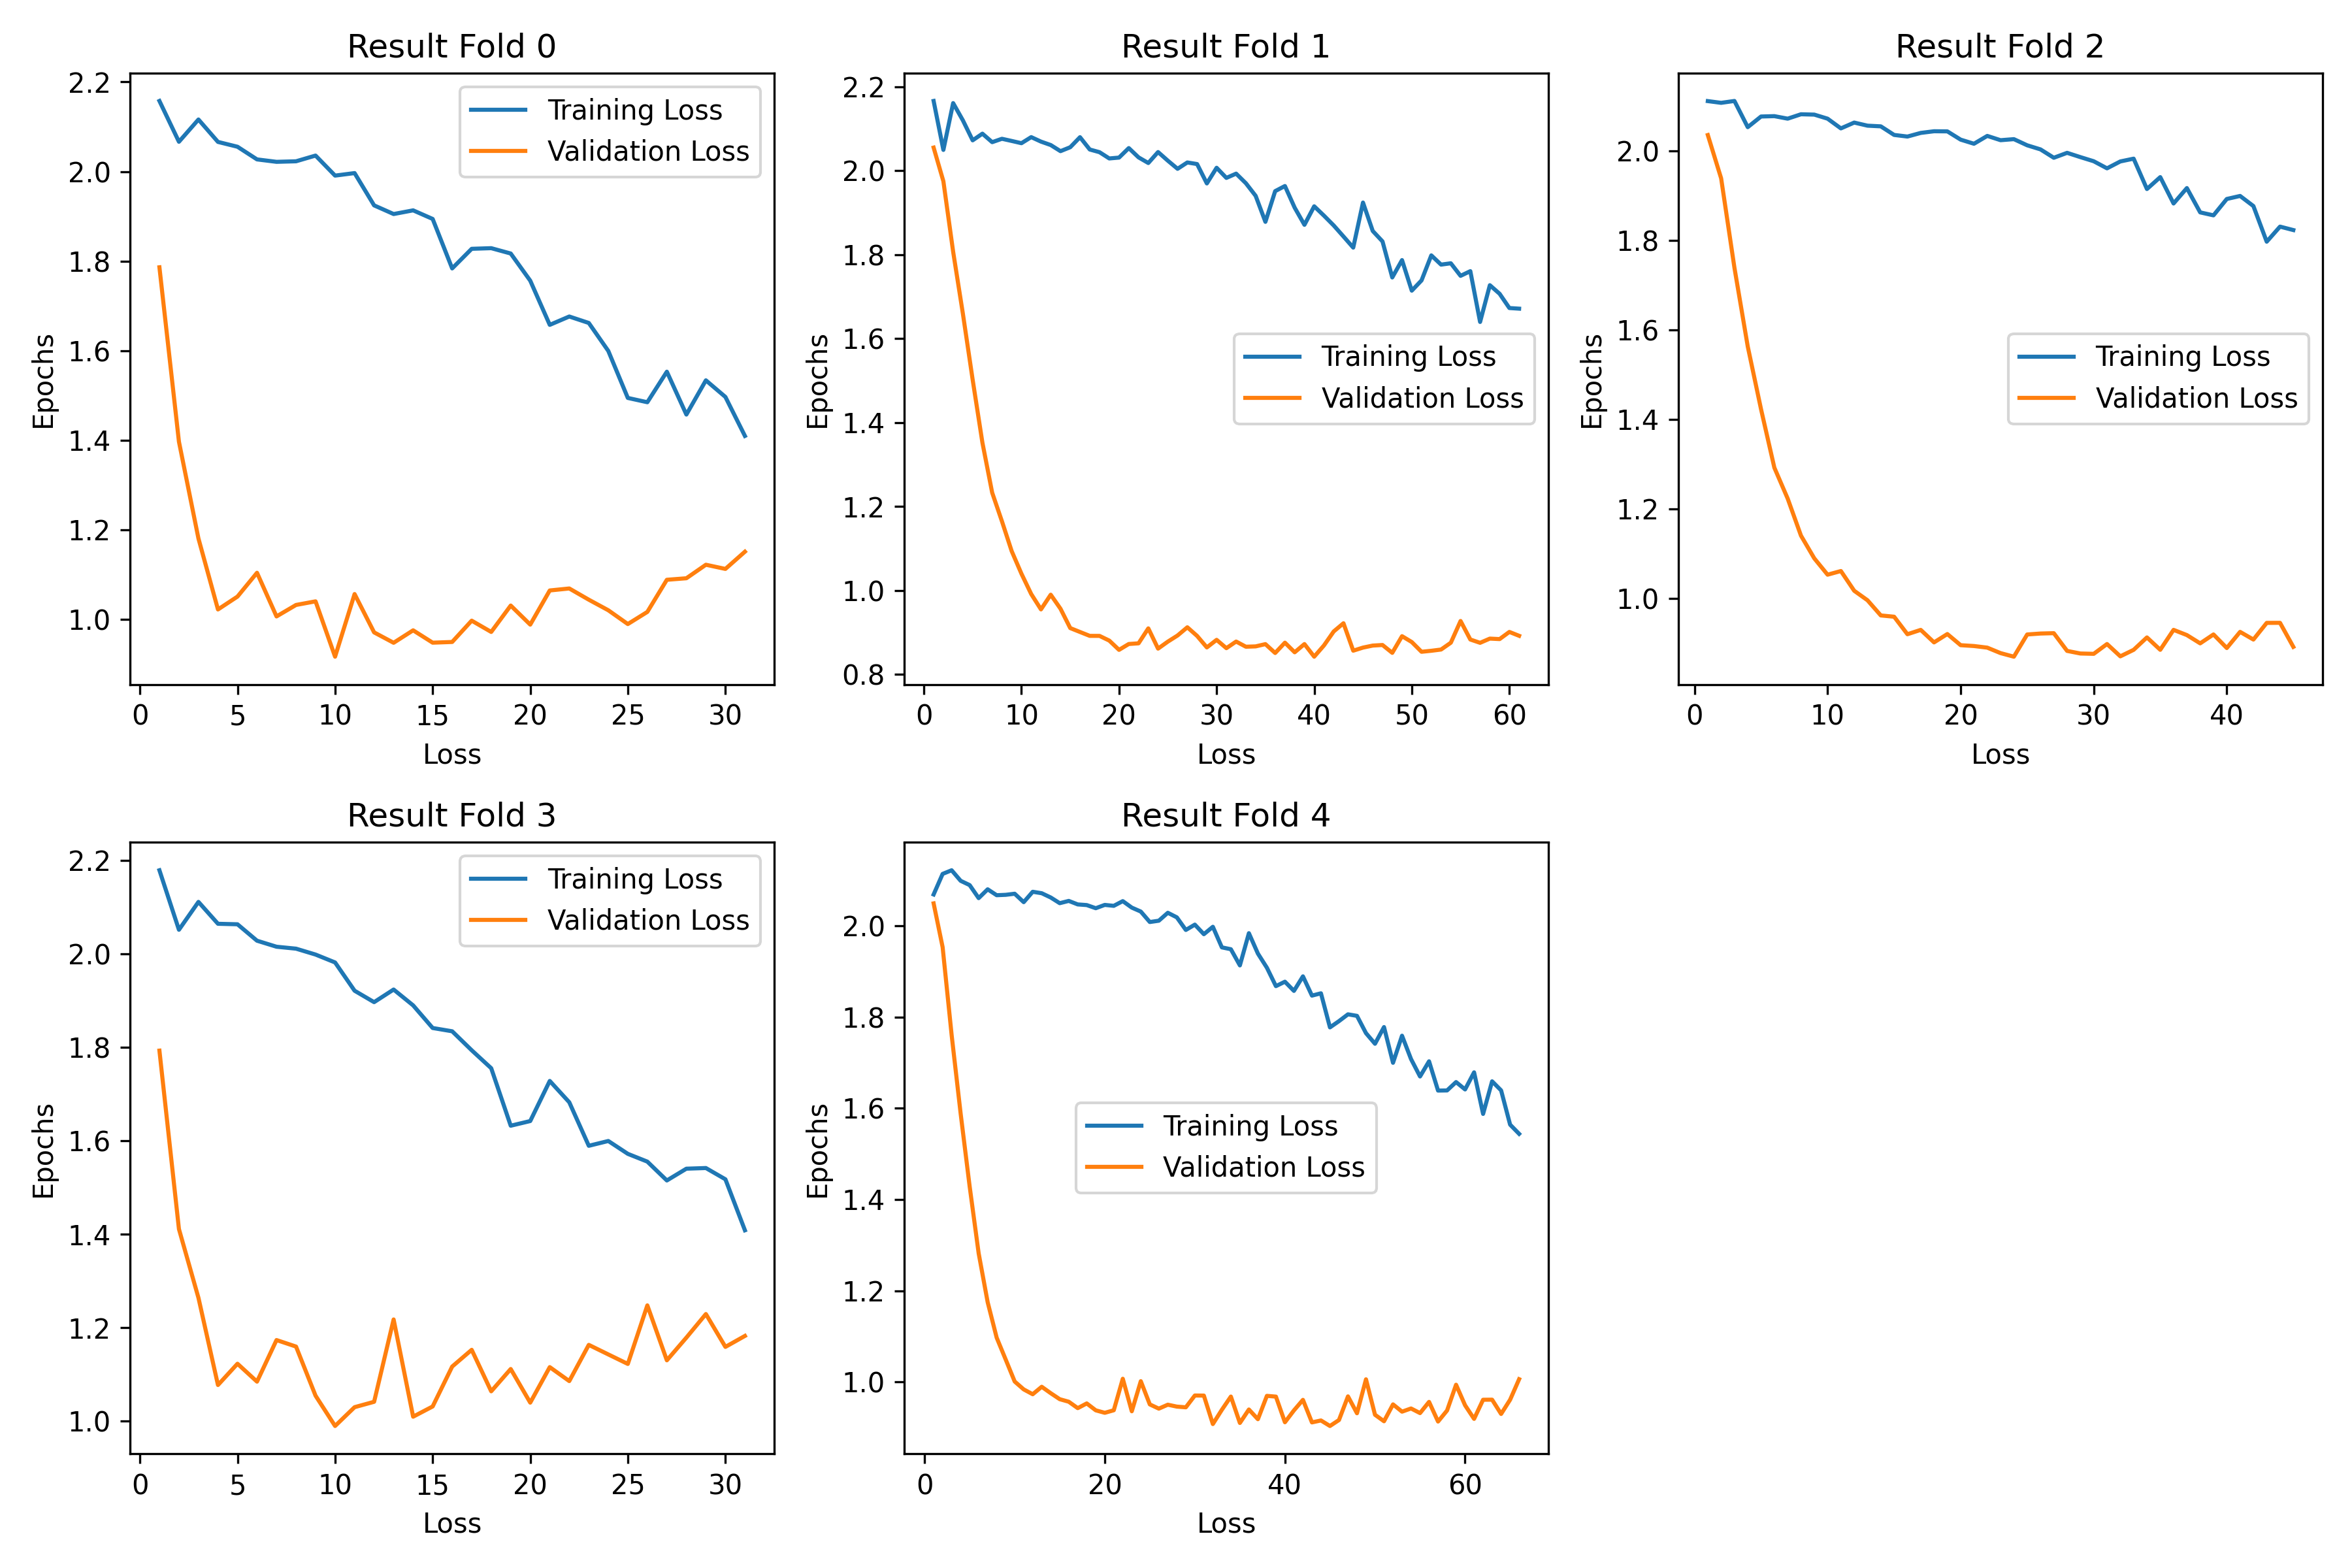 Result Fold 0
2.2
2.0
1.8
1.6
1.4
1.2
1.0
Epochs
Training Loss
Validation Loss
0 5 10 15 20 25 30
Loss
Result Fold 1
2.2
2.0
1.8
1.6
1.4
1.2
1.0
0.8
Epochs
Training Loss
Validation Loss
0 10 20 30 40 50 60
Loss
Result Fold 2
2.0
1.8
1.6
1.4
1.2
1.0
Epochs
Training Loss
Validation Loss
0 10 20 30 40
Loss
Result Fold 3
2.2
2.0
1.8
1.6
1.4
1.2
1.0
Epochs
Training Loss
Validation Loss
0 5 10 15 20 25 30
Loss
Result Fold 4
2.0
1.8
1.6
1.4
1.2
1.0
Epochs
Training Loss
Validation Loss
0 20 40 60
Loss